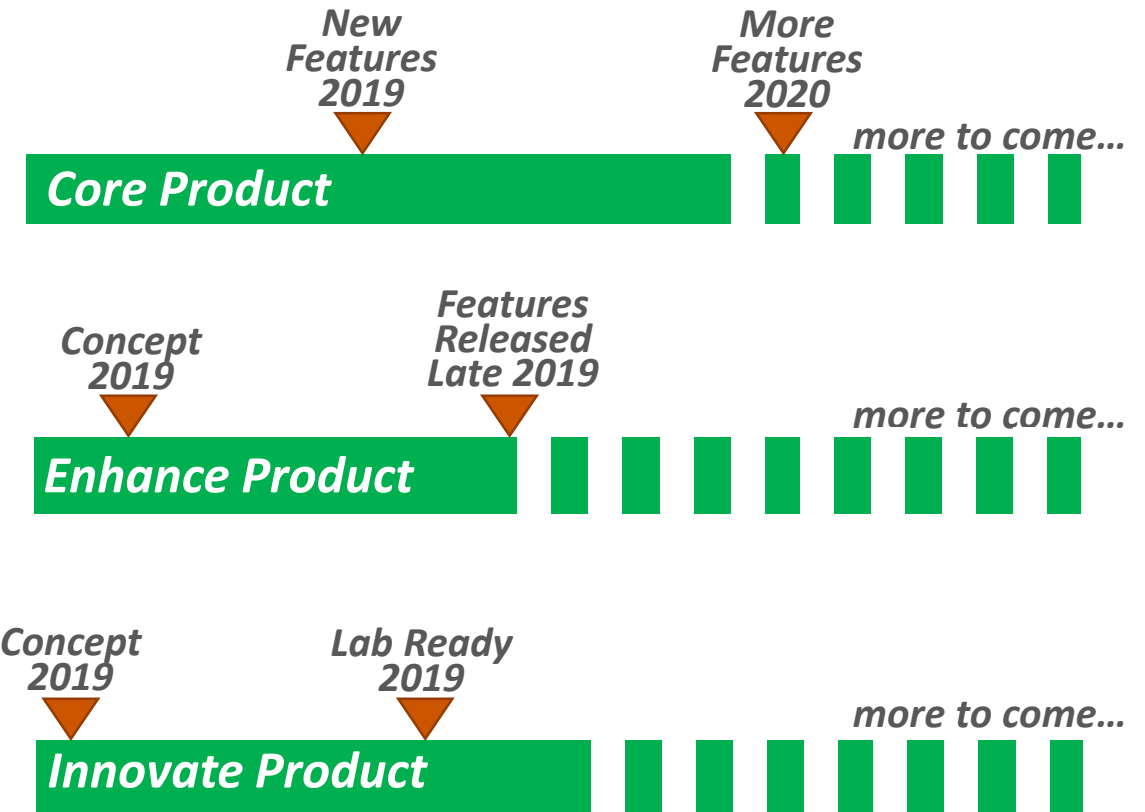 New
Features
2019
More
Features
2020
more to come…
Core Product
Concept
2019
Features
Released
Late 2019
more to come…
Enhance Product
Concept
2019
Lab Ready
2019
more to come…
Innovate Product